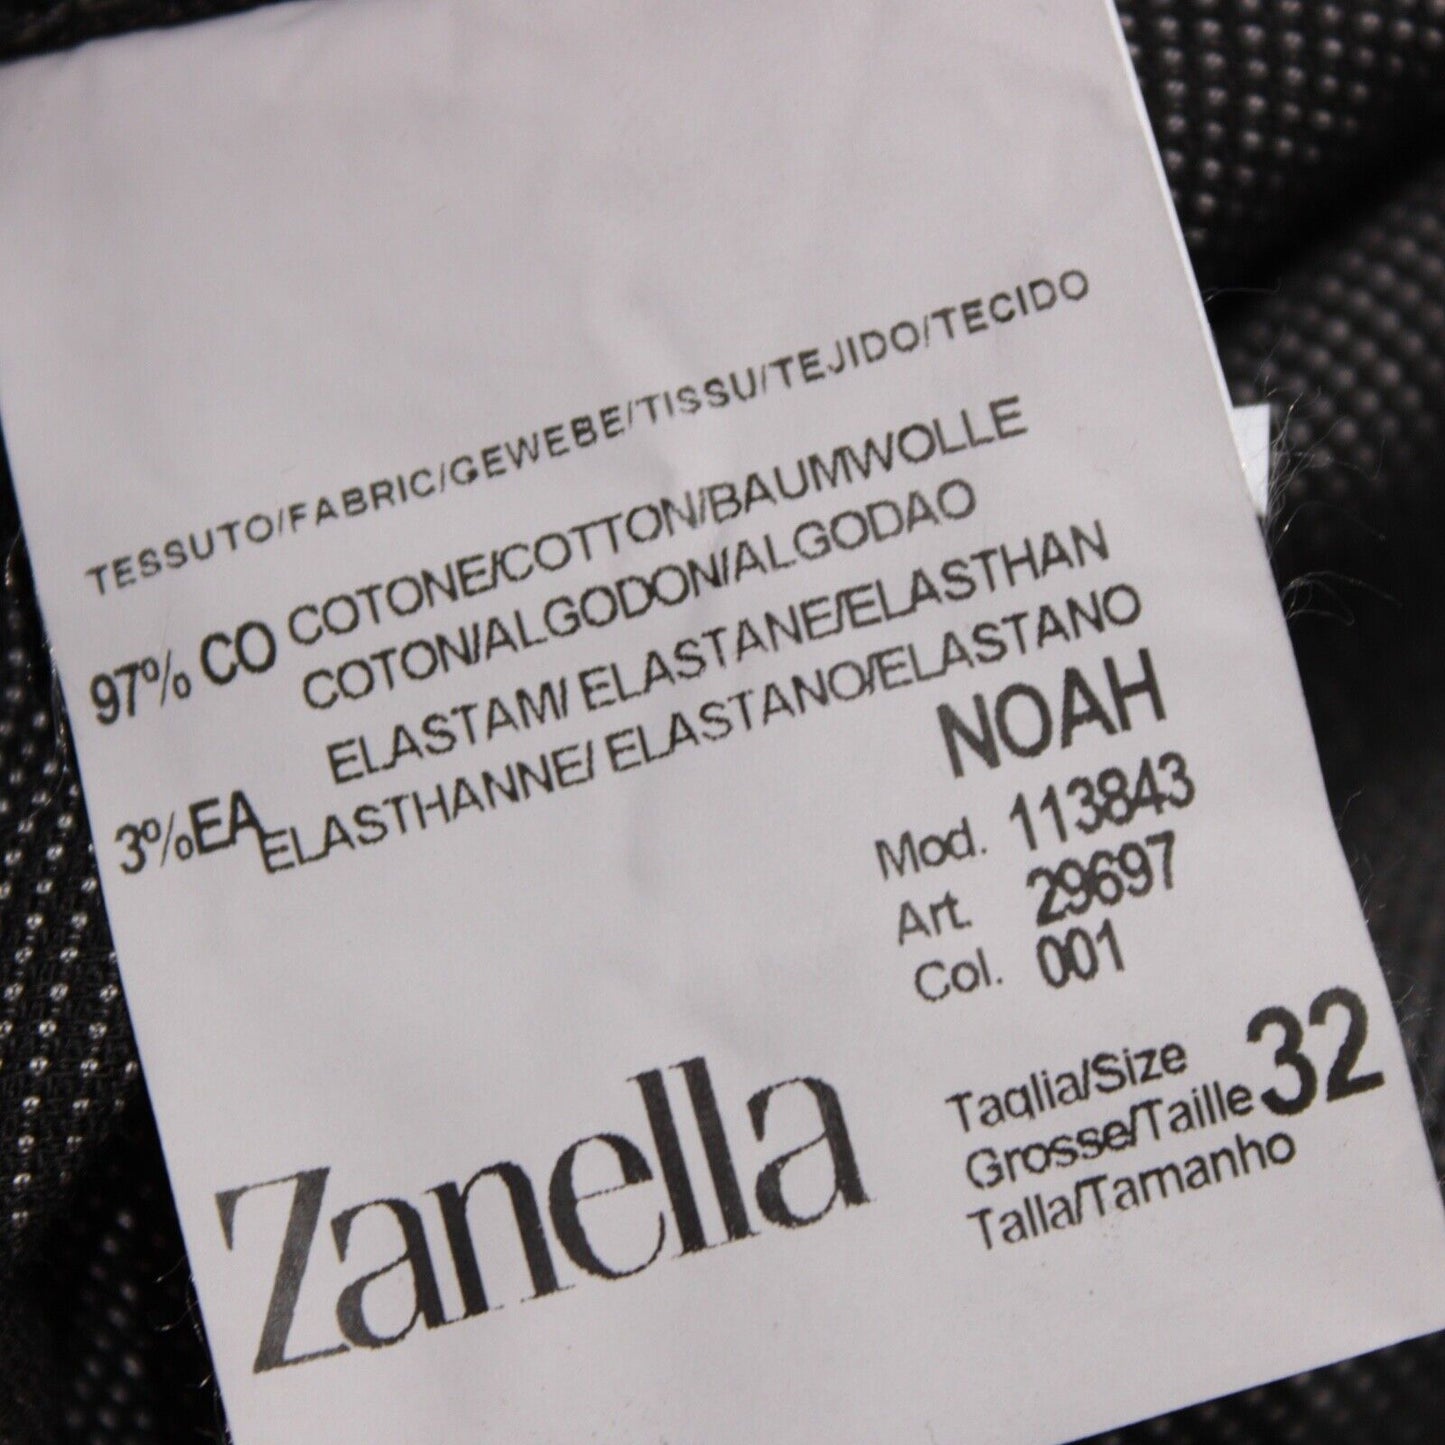 TESSUTO/FABRIC/GEWEBE/TISSU/TEJIDO/TECIDO
97% CO COTONE/COTTON/BAUMWOLLE
COTON/ALGODON/ALGODAO
ELASTAM/ ELASTANE/ELASTHAN
3%EA ELASTHANNE/ ELASTANO/ELASTANO
NOAH
Mod. 113843
Art. 29697
Col. 001
Taglia/Size
Grosse/Taille 32
Talla/Tamanho
Zanella